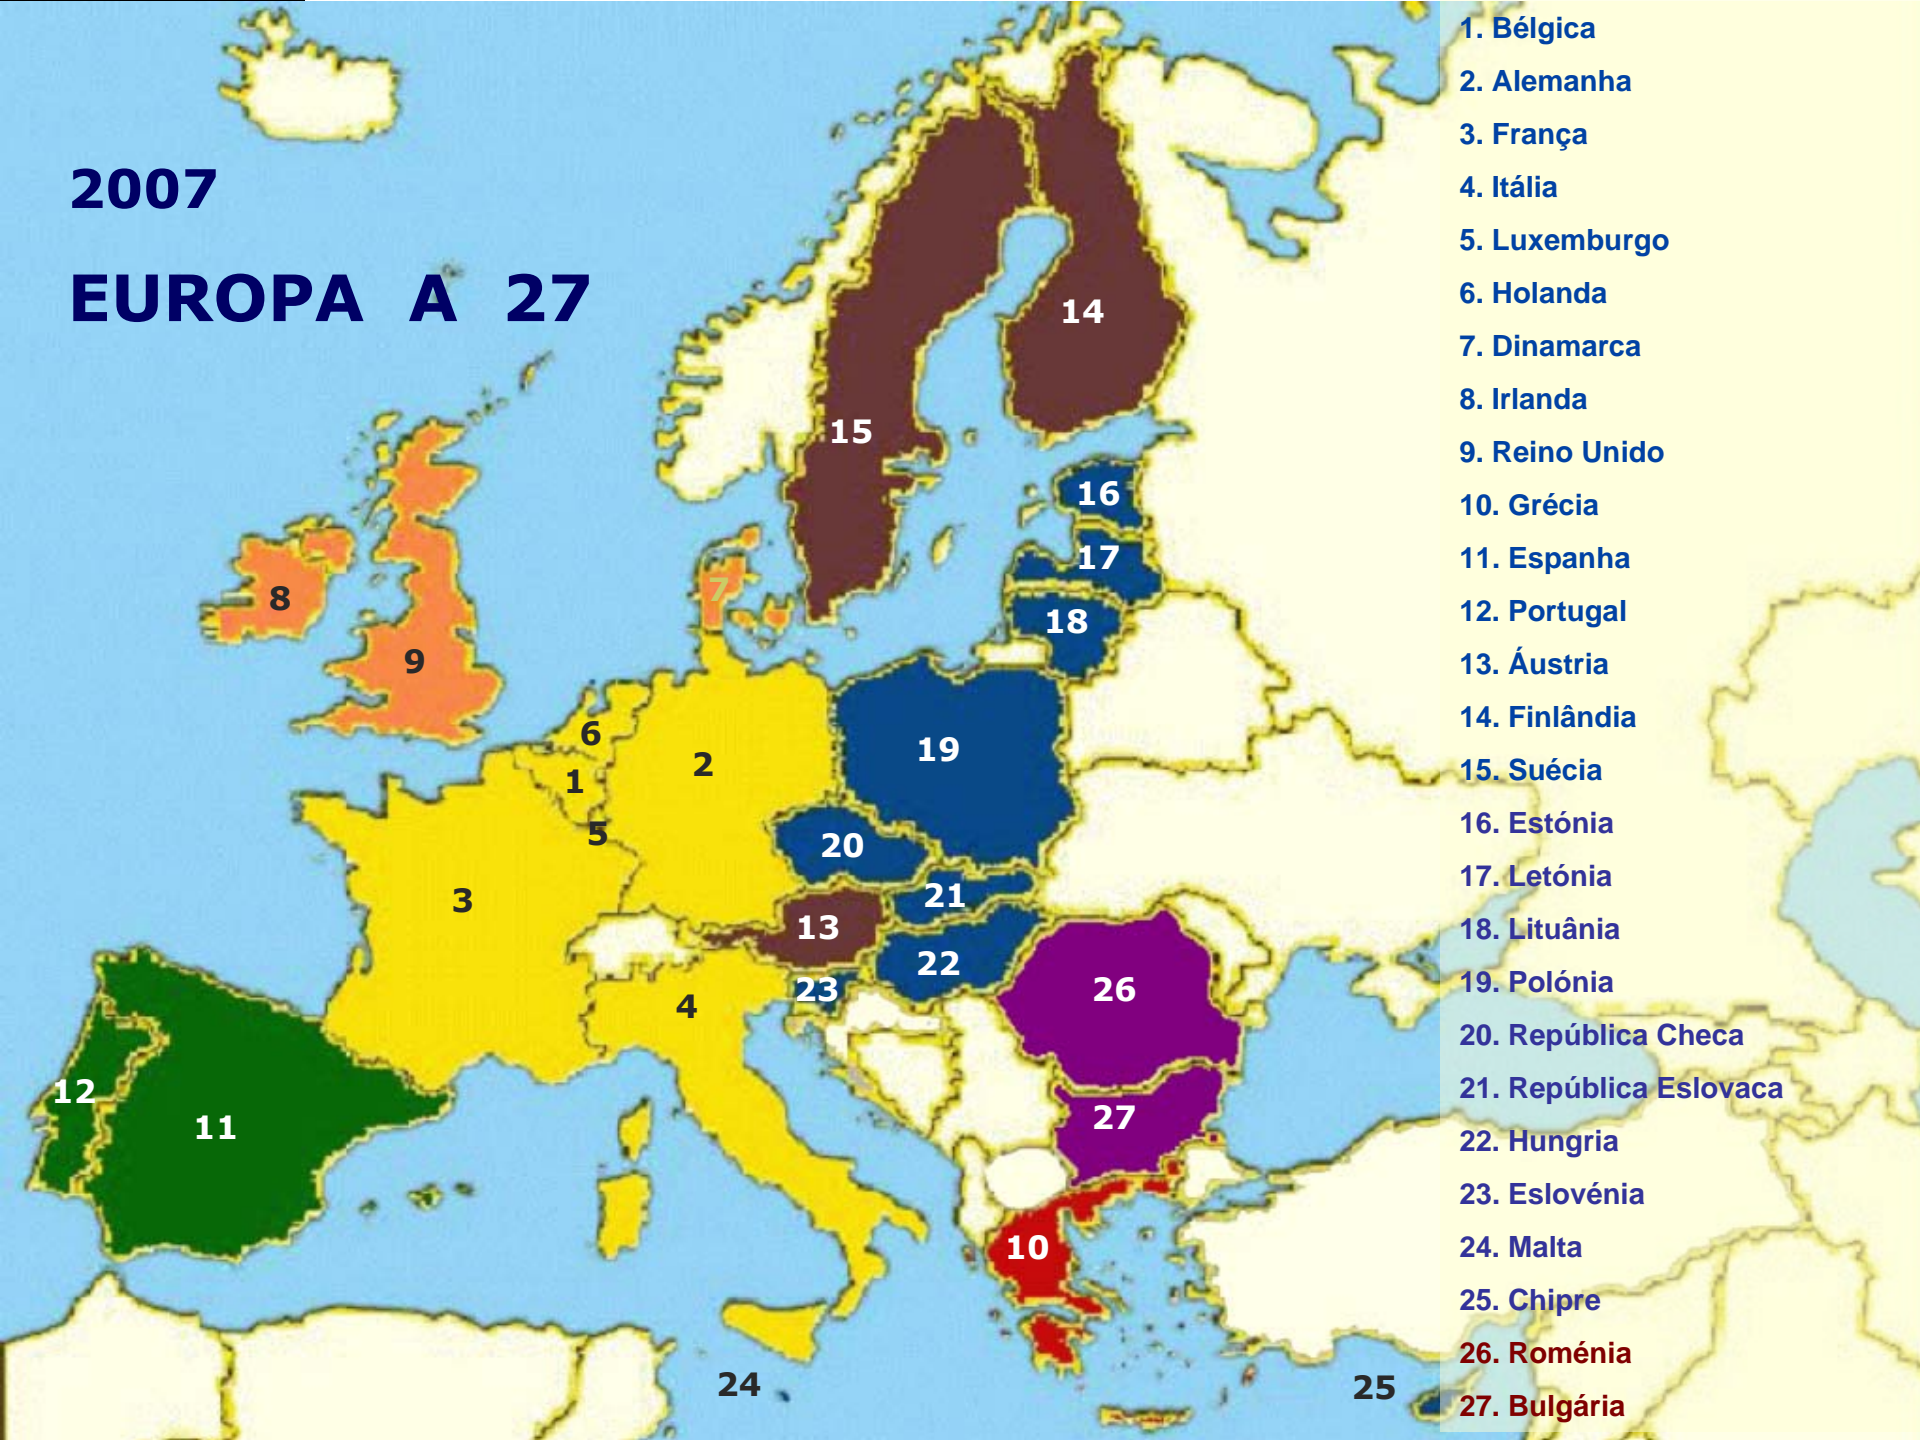 2007
EUROPA A 27
1. Bélgica
2. Alemanha
3. França
4. Itália
5. Luxemburgo
6. Holanda
7. Dinamarca
8. Irlanda
9. Reino Unido
10. Grécia
11. Espanha
12. Portugal
13. Áustria
14. Finlândia
15. Suécia
16. Estónia
17. Letónia
18. Lituânia
19. Polónia
20. República Checa
21. República Eslovaca
22. Hungria
23. Eslovénia
24. Malta
25. Chipre
26. Roménia
27. Bulgária
14
15
16
17
7
8
18
9
6
19
2
1
5
20
21
3
13
22
23
26
4
12
27
11
10
24
25